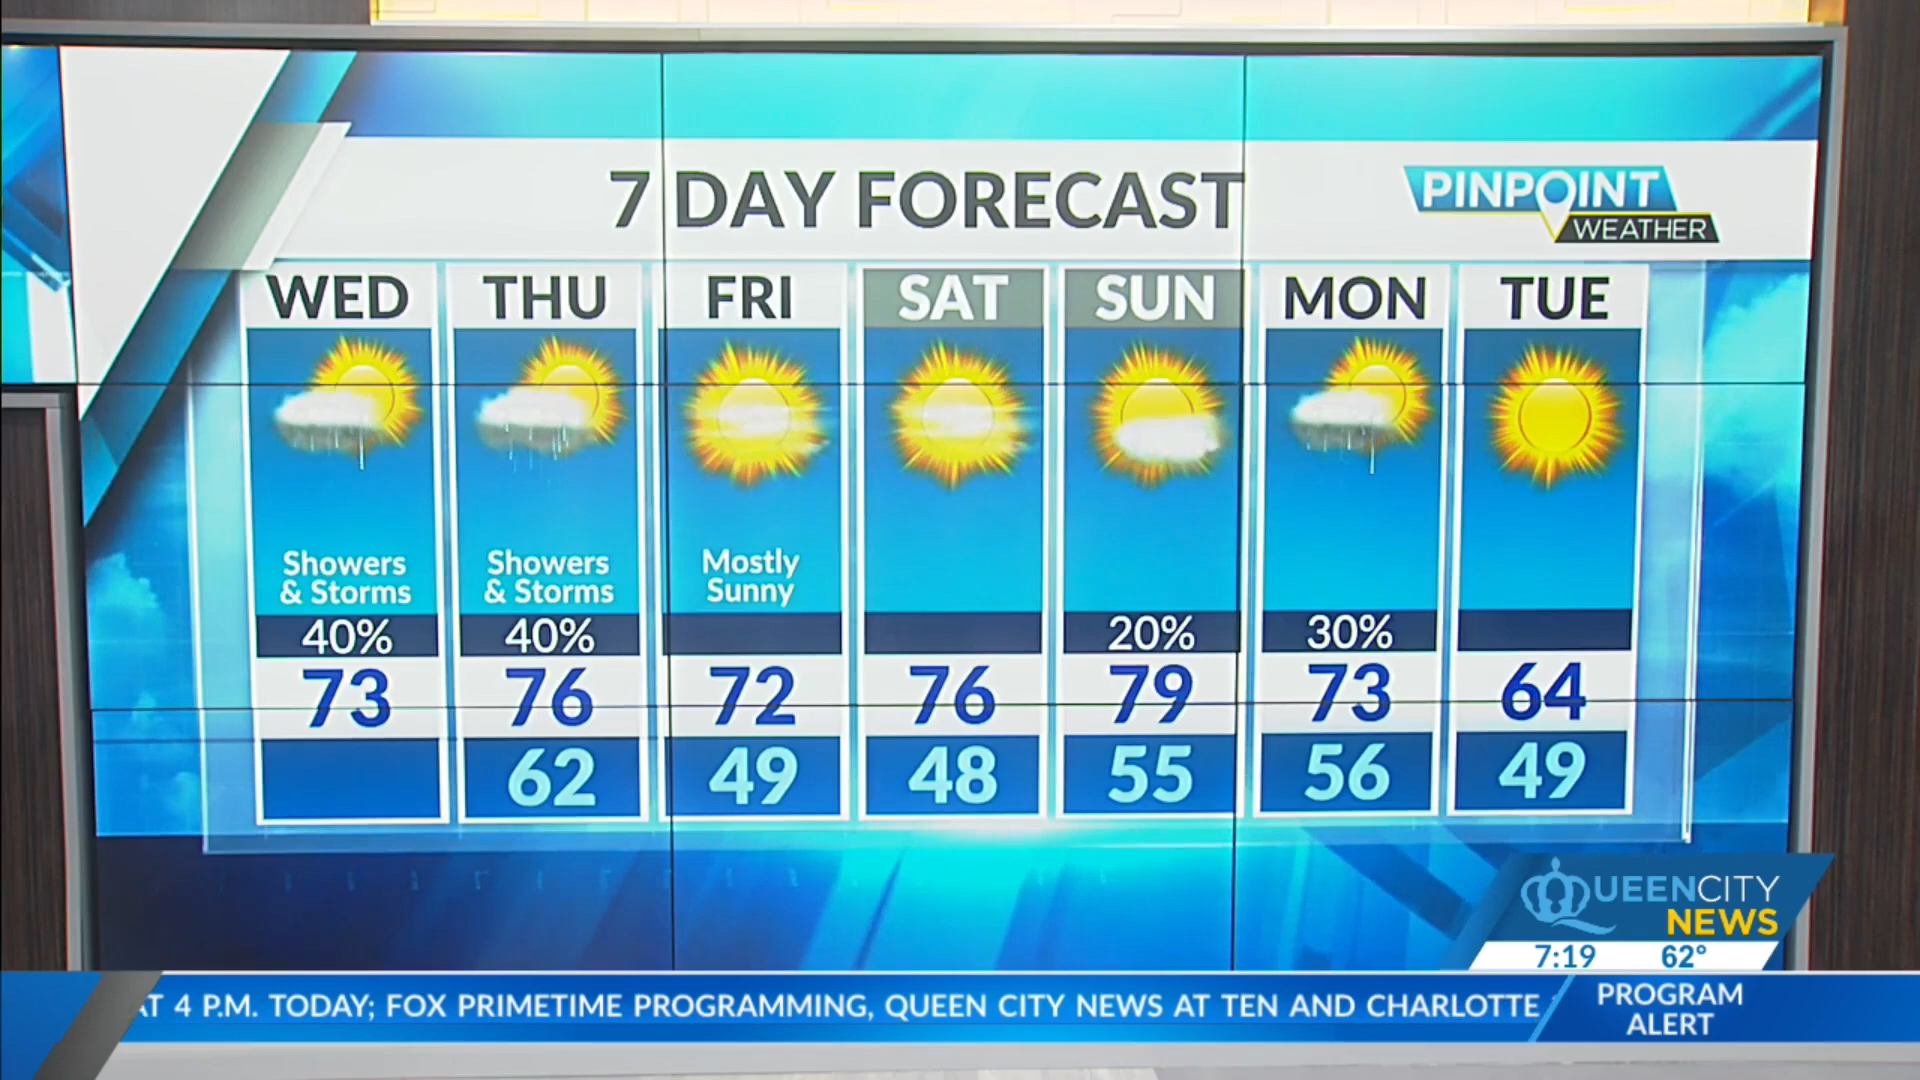 7 DAY FORECAST
PINPOINT
WEATHER
WED THU FRI SAT SUN MON TUE
Showers
& Storms
Showers
& Storms
Mostly
Sunny
40% 40% 20% 30%
73 76 72 76 79 73 64
62 49 48 55 56 49
QUEENCITY
NEWS
7:19 62°
AT 4 P.M. TODAY; FOX PRIMETIME PROGRAMMING, QUEEN CITY NEWS AT TEN AND CHARLOTTE
PROGRAM
ALERT